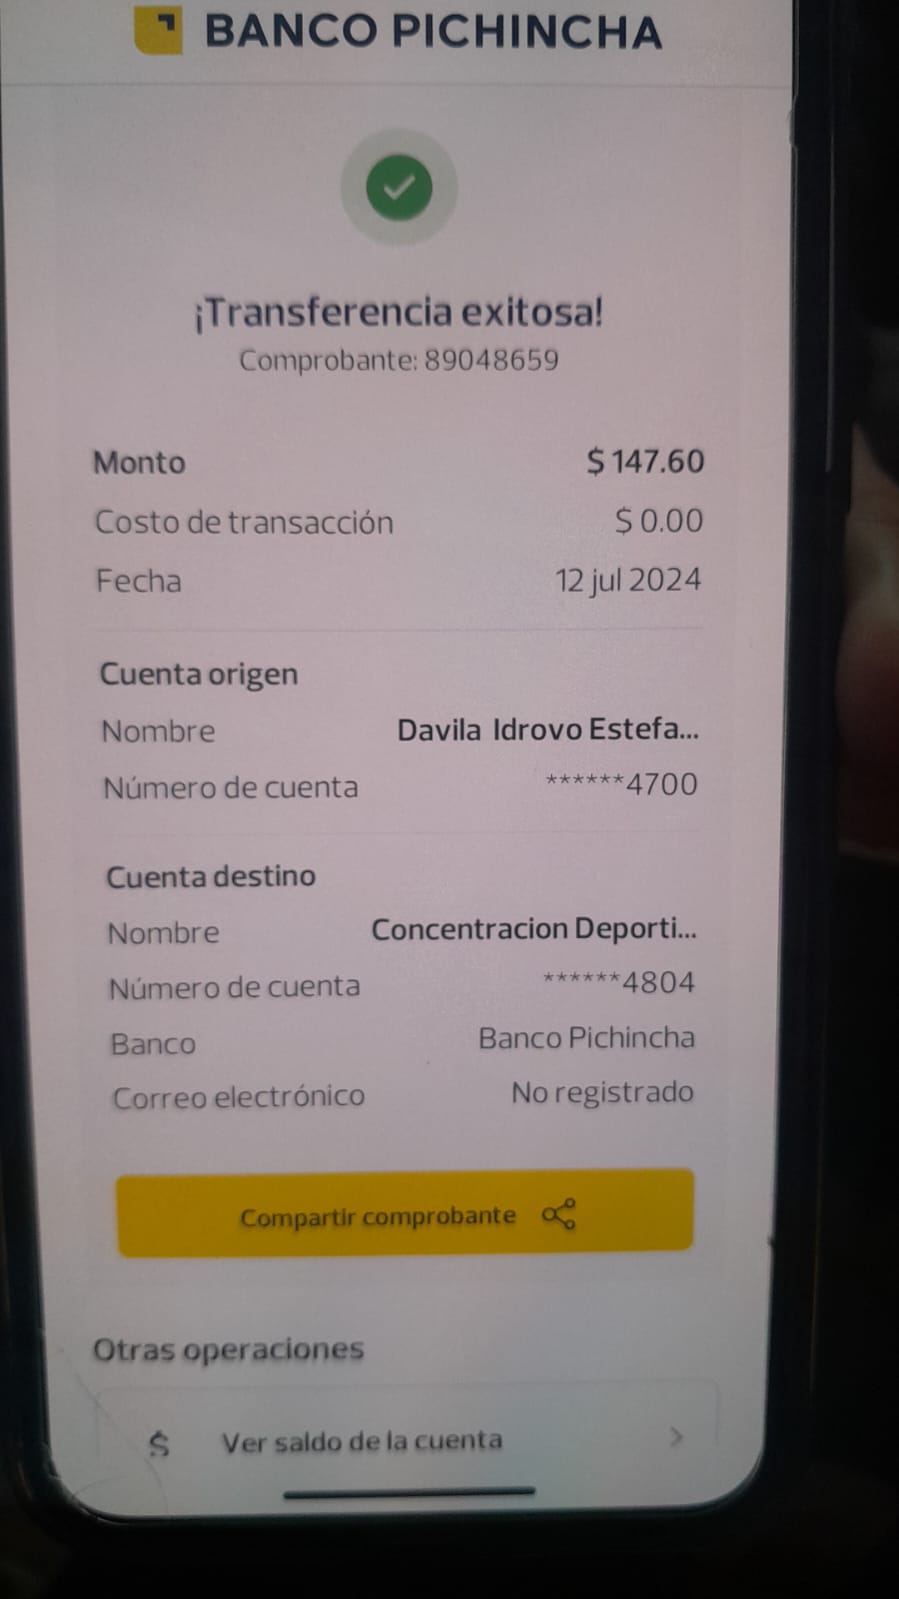 BANCO PICHINCHA
¡Transferencia exitosa!
Comprobante: 89048659
Monto $ 147.60
Costo de transacción $ 0.00
Fecha 12 jul 2024
Cuenta origen
Nombre Davila Idrovo Estefa...
Número de cuenta ******4700
Cuenta destino
Nombre Concentracion Deporti...
Número de cuenta ******4804
Banco Banco Pichincha
Correo electrónico No registrado
Compartir comprobante
Otras operaciones
$ Ver saldo de la cuenta >